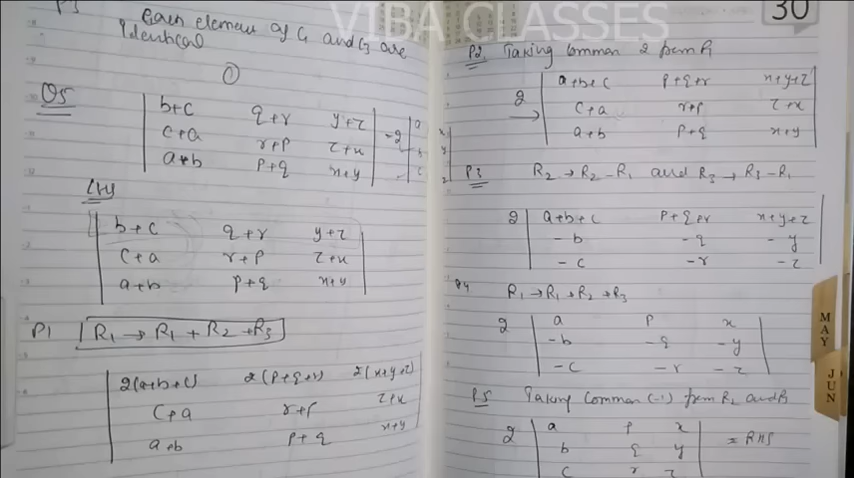 VIBA CLASSES
30
P3 Each element of C1 and C3 are
Identical
①
Q5
b+c q+r y+z
c+a r+p z+x
a+b p+q x+y
LHS
b+c q+r y+z
c+a r+p z+x
a+b p+q x+y
P1 R1 → R1 + R2 + R3
2(a+b+c) 2(p+q+r) 2(x+y+z)
c+a r+p z+x
a+b p+q x+y
P2 Taking Common 2 from R1
2 a+b+c p+q+r x+y+z
c+a r+p z+x
a+b p+q x+y
P3 R2 → R2 - R1 and R3 → R3 - R1
2 a+b+c p+q+r x+y+z
-b -q -y
-c -r -z
P4 R1 → R1 + R2 + R3
2 a p x
-b -q -y
-c -r -z
P5 Taking Common (-1) from R2 and R3
2 a p x
b q y = RHS
c r z
MAY
JUN